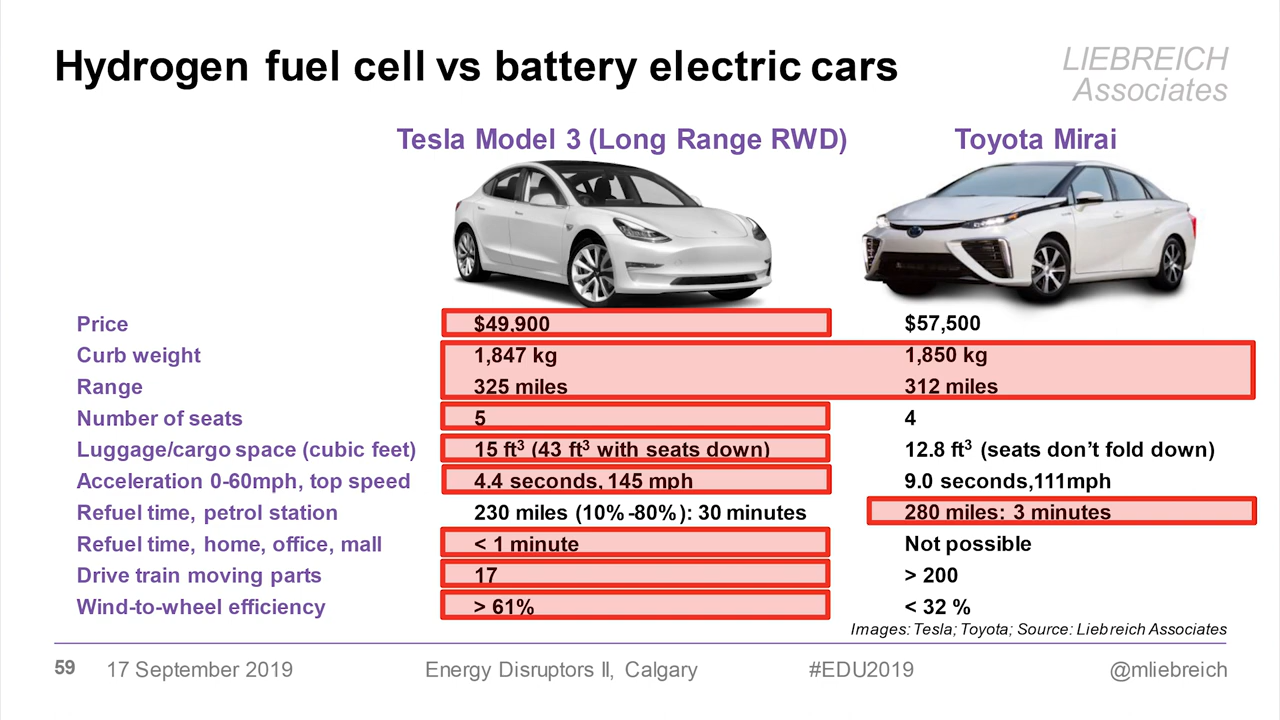 Hydrogen fuel cell vs battery electric cars
LIEBREICH
Associates
Tesla Model 3 (Long Range RWD) Toyota Mirai
Price $49,900 $57,500
Curb weight 1,847 kg 1,850 kg
Range 325 miles 312 miles
Number of seats 5 4
Luggage/cargo space (cubic feet) 15 ft³ (43 ft³ with seats down) 12.8 ft³ (seats don’t fold down)
Acceleration 0-60mph, top speed 4.4 seconds, 145 mph 9.0 seconds,111mph
Refuel time, petrol station 230 miles (10%-80%): 30 minutes 280 miles: 3 minutes
Refuel time, home, office, mall < 1 minute Not possible
Drive train moving parts 17 > 200
Wind-to-wheel efficiency > 61% < 32 %
Images: Tesla; Toyota; Source: Liebreich Associates
59 17 September 2019 Energy Disruptors II, Calgary #EDU2019 @mliebreich